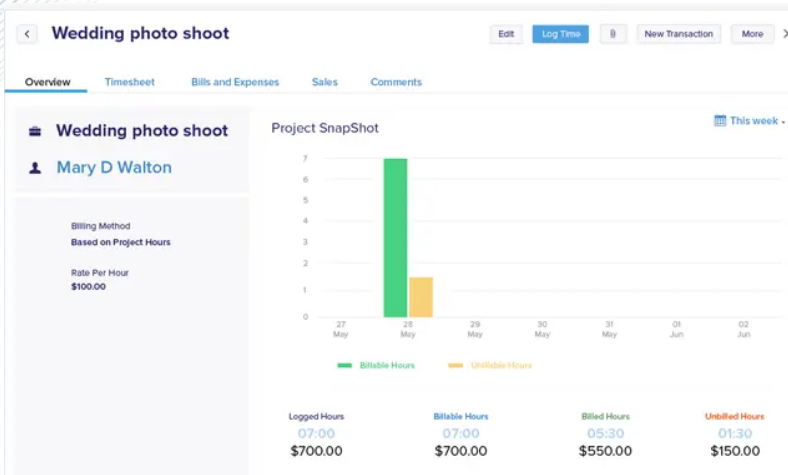 Wedding photo shoot
Edit
Log Time
New Transaction
More
Overview
Timesheet
Bills and Expenses
Sales
Comments
Wedding photo shoot
Mary D Walton
Billing Method
Based on Project Hours
Rate Per Hour
$100.00
Project SnapShot
This week
7
6
5
4
3
2
1
0
27 May
28 May
29 May
30 May
31 May
01 Jun
02 Jun
Billable Hours
Unillable Hours
Logged Hours
07:00
$700.00
Billable Hours
07:00
$700.00
Billed Hours
05:30
$550.00
Unbilled Hours
01:30
$150.00